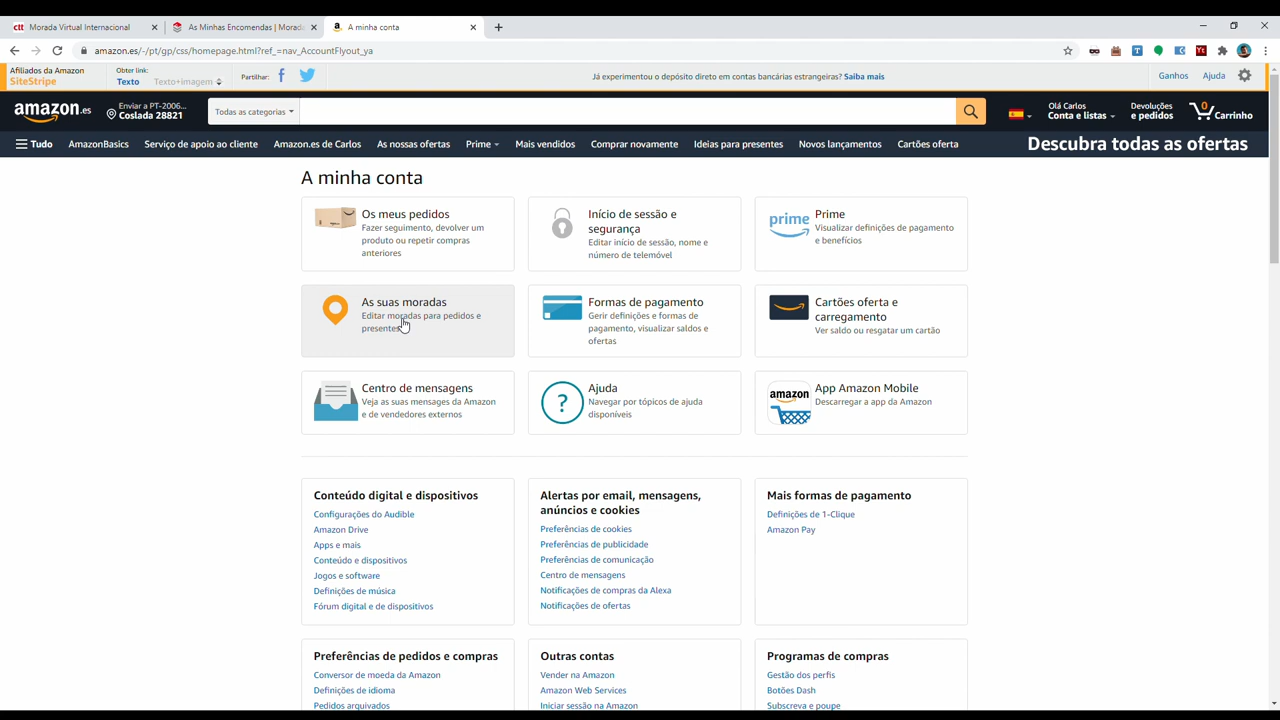 ctt Morada Virtual Internacional
As Minhas Encomendas | Morada
A minha conta
amazon.es/-/pt/gp/css/homepage.html?ref_=nav_AccountFlyout_ya
Afiliados da Amazon
SiteStripe
Obter link:
Texto Texto+imagem
Partilhar:
Já experimentou o depósito direto em contas bancárias estrangeiras? Saiba mais
Ganhos Ajuda
amazon.es
Enviar a PT-2006...
Coslada 28821
Todas as categorias
Olá Carlos
Conta e listas
Devoluções
e pedidos
0
Carrinho
Tudo AmazonBasics Serviço de apoio ao cliente Amazon.es de Carlos As nossas ofertas Prime Mais vendidos Comprar novamente Ideias para presentes Novos lançamentos Cartões oferta
Descubra todas as ofertas
A minha conta
Os meus pedidos
Fazer seguimento, devolver um
produto ou repetir compras
anteriores
Início de sessão e
segurança
Editar início de sessão, nome e
número de telemóvel
prime
Prime
Visualizar definições de pagamento
e benefícios
As suas moradas
Editar moradas para pedidos e
presentes
Formas de pagamento
Gerir definições e formas de
pagamento, visualizar saldos e
ofertas
Cartões oferta e
carregamento
Ver saldo ou resgatar um cartão
Centro de mensagens
Veja as suas mensagens da Amazon
e de vendedores externos
?
Ajuda
Navegar por tópicos de ajuda
disponíveis
amazon
App Amazon Mobile
Descarregar a app da Amazon
Conteúdo digital e dispositivos
Configurações do Audible
Amazon Drive
Apps e mais
Conteúdo e dispositivos
Jogos e software
Definições de música
Fórum digital e de dispositivos
Alertas por email, mensagens,
anúncios e cookies
Preferências de cookies
Preferências de publicidade
Preferências de comunicação
Centro de mensagens
Notificações de compras da Alexa
Notificações de ofertas
Mais formas de pagamento
Definições de 1-Clique
Amazon Pay
Preferências de pedidos e compras
Conversor de moeda da Amazon
Definições de idioma
Pedidos arquivados
Outras contas
Vender na Amazon
Amazon Web Services
Iniciar sessão na Amazon
Programas de compras
Gestão dos perfis
Botões Dash
Subscreva e poupe